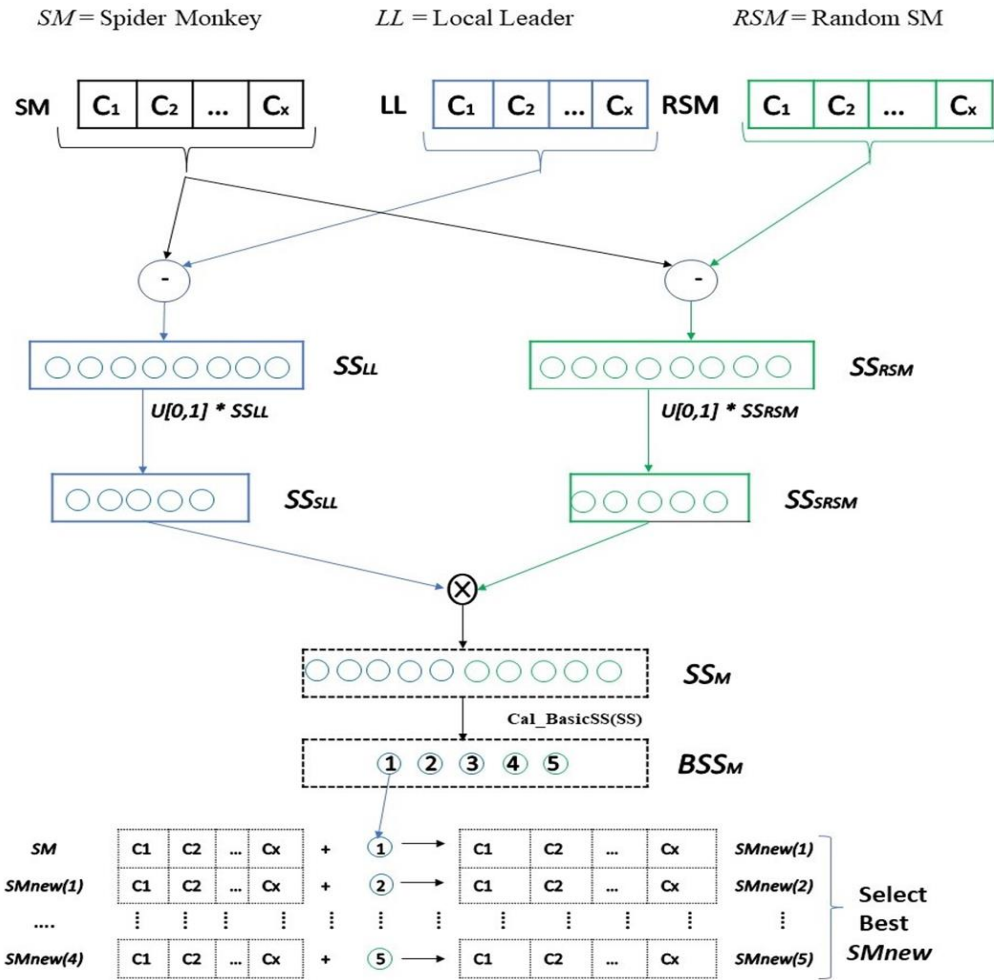 SM = Spider Monkey LL = Local Leader RSM = Random SM
SM C1 C2 ... Cx LL C1 C2 ... Cx RSM C1 C2 ... Cx
- -
SSLL SSRSM
U[0,1] * SSLL U[0,1] * SSRSM
SSSLL SSSRSM
SSM
Cal_BasicSS(SS)
1 2 3 4 5 BSSM
SM C1 C2 ... Cx + 1 C1 C2 ... Cx SMnew(1)
SMnew(1) C1 C2 ... Cx + 2 C1 C2 ... Cx SMnew(2)
....
SMnew(4) C1 C2 ... Cx + 5 C1 C2 ... Cx SMnew(5)
Select
Best
SMnew